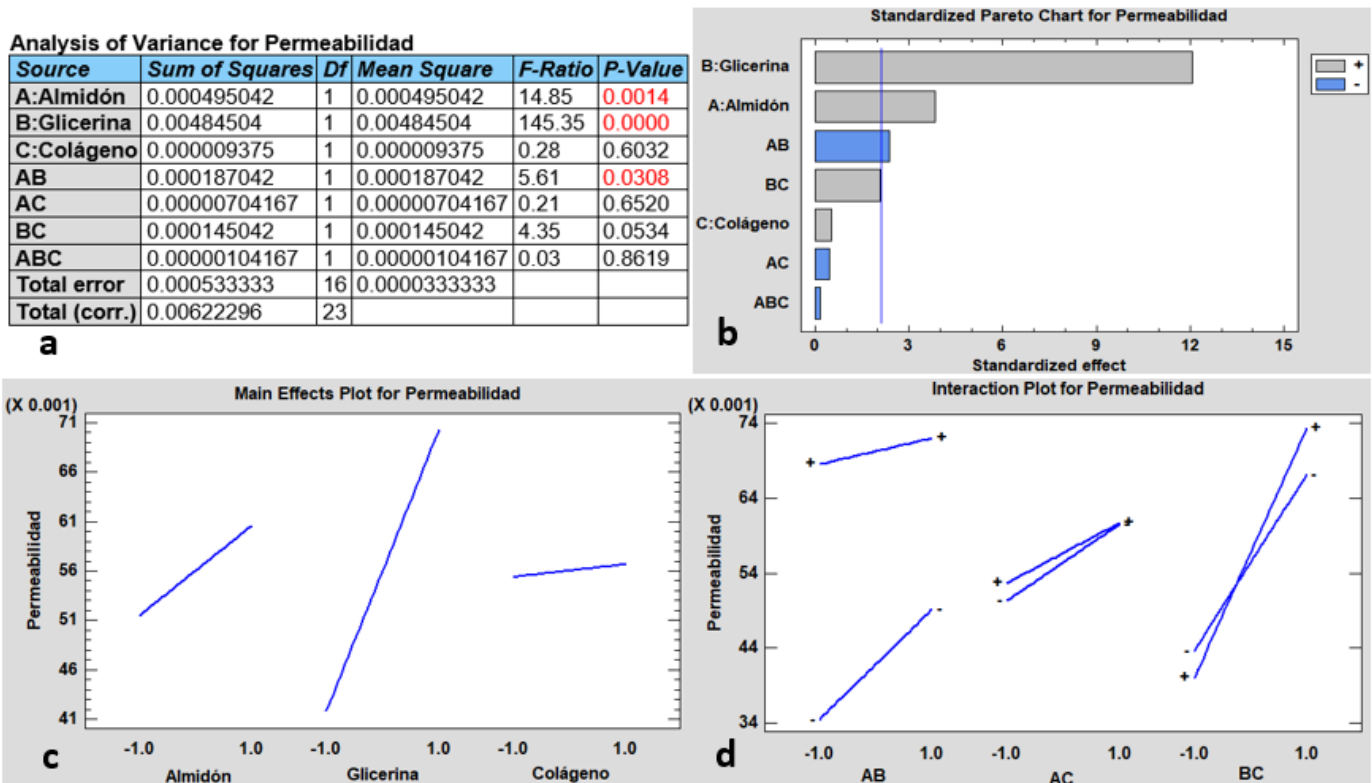 Analysis of Variance for Permeabilidad
Source Sum of Squares Df Mean Square F-Ratio P-Value
A:Almidón 0.000495042 1 0.000495042 14.85 0.0014
B:Glicerina 0.00484504 1 0.00484504 145.35 0.0000
C:Colágeno 0.000009375 1 0.000009375 0.28 0.6032
AB 0.000187042 1 0.000187042 5.61 0.0308
AC 0.00000704167 1 0.00000704167 0.21 0.6520
BC 0.000145042 1 0.000145042 4.35 0.0534
ABC 0.00000104167 1 0.00000104167 0.03 0.8619
Total error 0.000533333 16 0.0000333333
Total (corr.) 0.00622296 23
a
Standardized Pareto Chart for Permeabilidad
B:Glicerina
A:Almidón
AB
BC
C:Colágeno
AC
ABC
+
-
0 3 6 9 12 15
Standardized effect
b
Main Effects Plot for Permeabilidad
(X 0.001)
71
66
61
56
51
46
41
Permeabilidad
-1.0 1.0 -1.0 1.0 -1.0 1.0
Almidón Glicerina Colágeno
c
Interaction Plot for Permeabilidad
(X 0.001)
74
64
54
44
34
Permeabilidad
+ +
- -
+ +
- -
+ +
- -
-1.0 1.0 -1.0 1.0 -1.0 1.0
AB AC BC
d